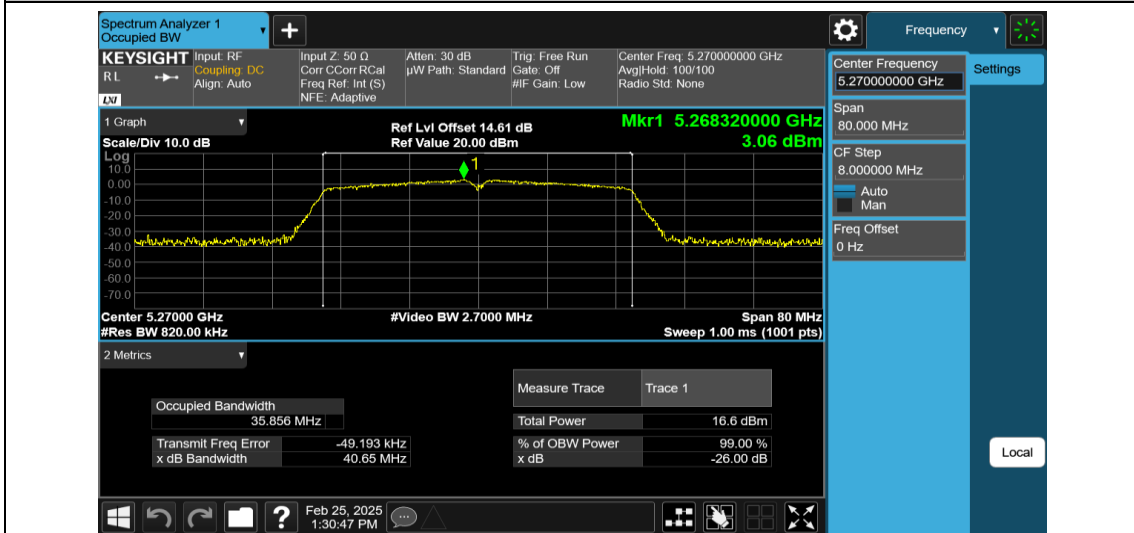 Spectrum Analyzer 1
Occupied BW
Frequency
KEYSIGHT
R L
LXI
Input: RF
Coupling: DC
Align: Auto
Input Z: 50 Ω
Corr CCorr RCal
Freq Ref: Int (S)
NFE: Adaptive
Atten: 30 dB
µW Path: Standard
Trig: Free Run
Gate: Off
#IF Gain: Low
Center Freq: 5.270000000 GHz
Avg|Hold: 100/100
Radio Std: None
1 Graph
Scale/Div 10.0 dB
Ref Lvl Offset 14.61 dB
Ref Value 20.00 dBm
Mkr1 5.268320000 GHz
3.06 dBm
Log
10.0
0.00
-10.0
-20.0
-30.0
-40.0
-50.0
-60.0
-70.0
1
Center 5.27000 GHz
#Video BW 2.7000 MHz
Span 80 MHz
#Res BW 820.00 kHz
Sweep 1.00 ms (1001 pts)
2 Metrics
Measure Trace Trace 1
Occupied Bandwidth
35.856 MHz
Total Power 16.6 dBm
Transmit Freq Error -49.193 kHz
% of OBW Power 99.00 %
x dB Bandwidth 40.65 MHz
x dB -26.00 dB
?
Feb 25, 2025
1:30:47 PM
Center Frequency
5.270000000 GHz
Settings
Span
80.000 MHz
CF Step
8.000000 MHz
Auto
Man
Freq Offset
0 Hz
Local